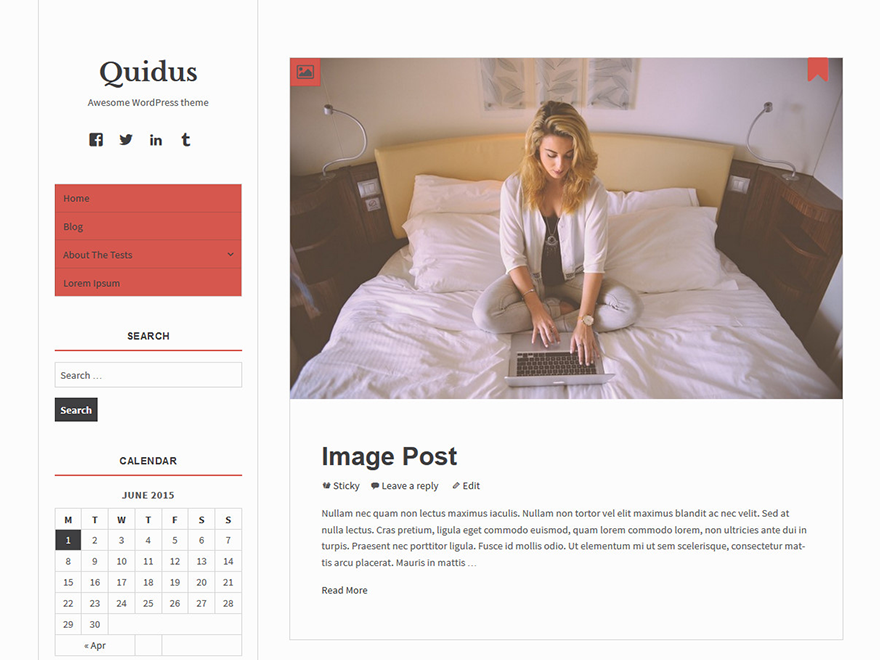 Quidus
Awesome WordPress theme
Home
Blog
About The Tests
Lorem Ipsum
SEARCH
Search …
Search
CALENDAR
JUNE 2015
M T W T F S S
1 2 3 4 5 6 7
8 9 10 11 12 13 14
15 16 17 18 19 20 21
22 23 24 25 26 27 28
29 30
« Apr
Image Post
Sticky Leave a reply Edit
Nullam nec quam non lectus maximus iaculis. Nullam non tortor vel elit maximus blandit ac nec velit. Sed at
nulla lectus. Cras pretium, ligula eget commodo euismod, quam lorem commodo lorem, non ultricies ante dui in
turpis. Praesent nec porttitor ligula. Fusce id mollis odio. Ut elementum mi ut sem scelerisque, consectetur mat-
tis arcu placerat. Mauris in mattis …
Read More